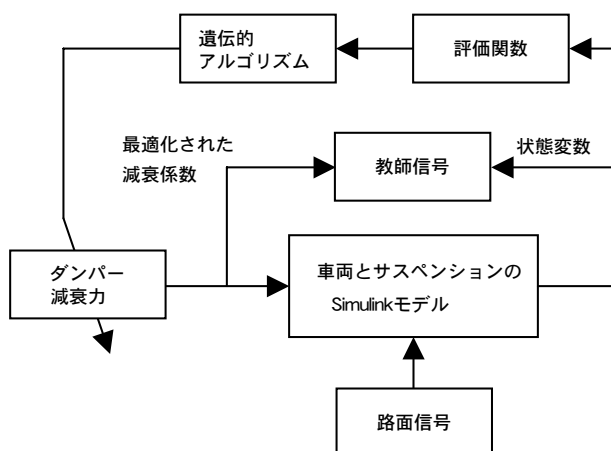 遺伝的
アルゴリズム
評価関数
最適化された
減衰係数
教師信号
状態変数
ダンパー
減衰力
車両とサスペンションの
Simulinkモデル
路面信号